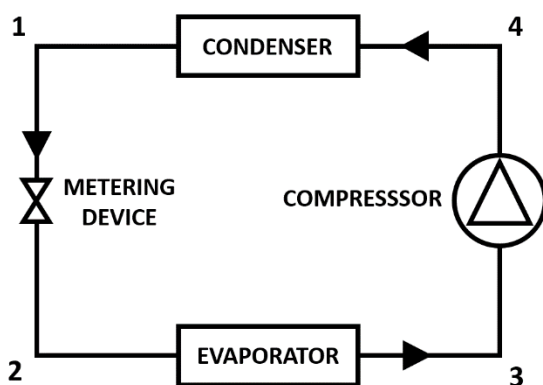 1
4
CONDENSER
METERING
DEVICE
COMPRESSSOR
2
EVAPORATOR
3